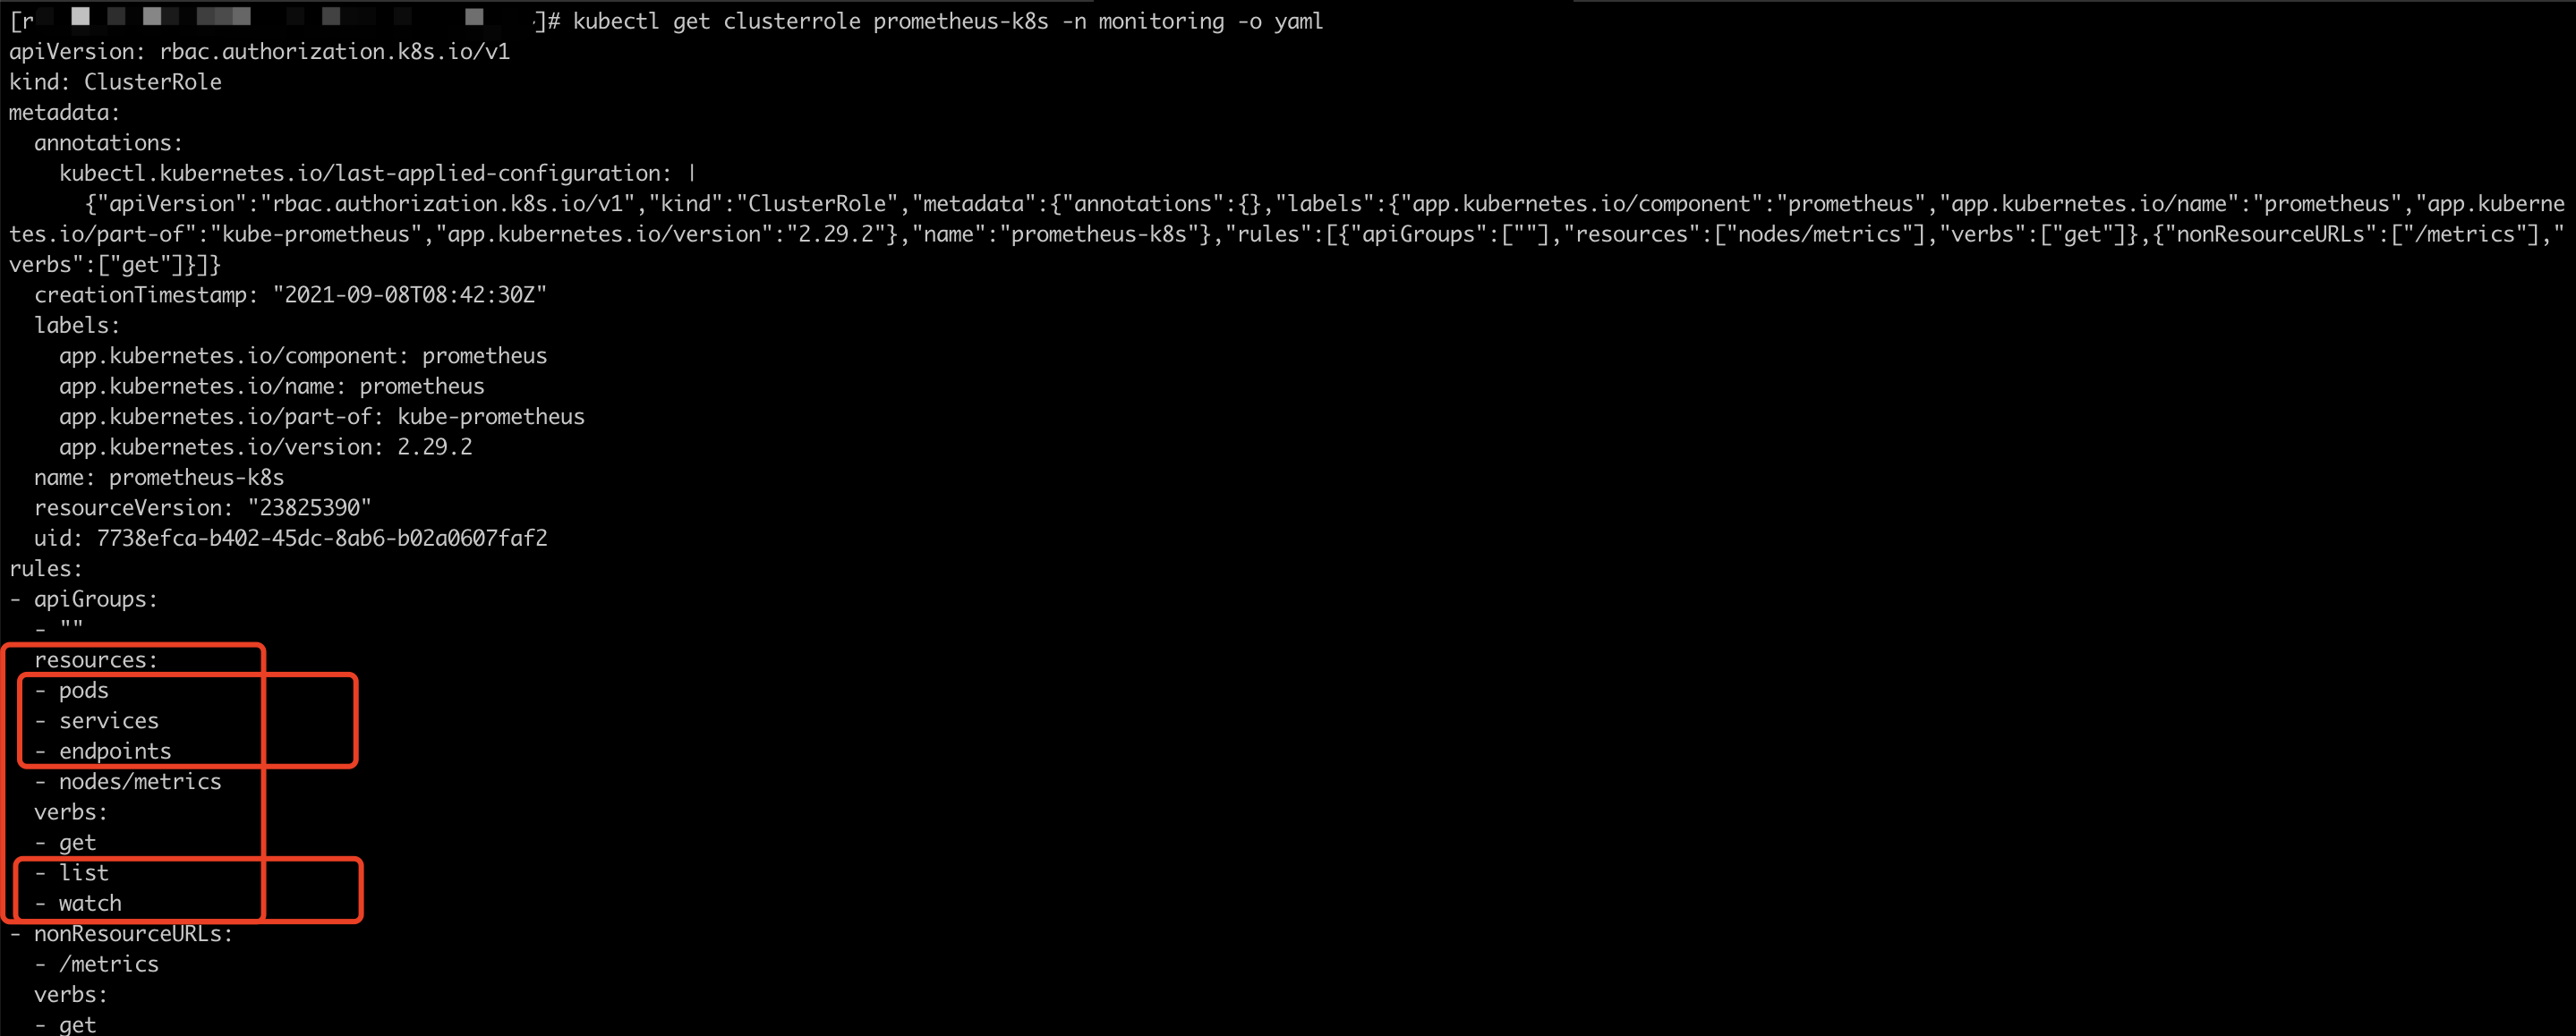 [r ]# kubectl get clusterrole prometheus-k8s -n monitoring -o yaml
apiVersion: rbac.authorization.k8s.io/v1
kind: ClusterRole
metadata:
  annotations:
    kubectl.kubernetes.io/last-applied-configuration: |
      {"apiVersion":"rbac.authorization.k8s.io/v1","kind":"ClusterRole","metadata":{"annotations":{},"labels":{"app.kubernetes.io/component":"prometheus","app.kubernetes.io/name":"prometheus","app.kuberne
tes.io/part-of":"kube-prometheus","app.kubernetes.io/version":"2.29.2"},"name":"prometheus-k8s"},"rules":[{"apiGroups":[""],"resources":["nodes/metrics"],"verbs":["get"]},{"nonResourceURLs":["/metrics"],"
verbs":["get"]}]}
  creationTimestamp: "2021-09-08T08:42:30Z"
  labels:
    app.kubernetes.io/component: prometheus
    app.kubernetes.io/name: prometheus
    app.kubernetes.io/part-of: kube-prometheus
    app.kubernetes.io/version: 2.29.2
  name: prometheus-k8s
  resourceVersion: "23825390"
  uid: 7738efca-b402-45dc-8ab6-b02a0607faf2
rules:
- apiGroups:
  - ""
  resources:
  - pods
  - services
  - endpoints
  - nodes/metrics
  verbs:
  - get
  - list
  - watch
- nonResourceURLs:
  - /metrics
  verbs:
  - get